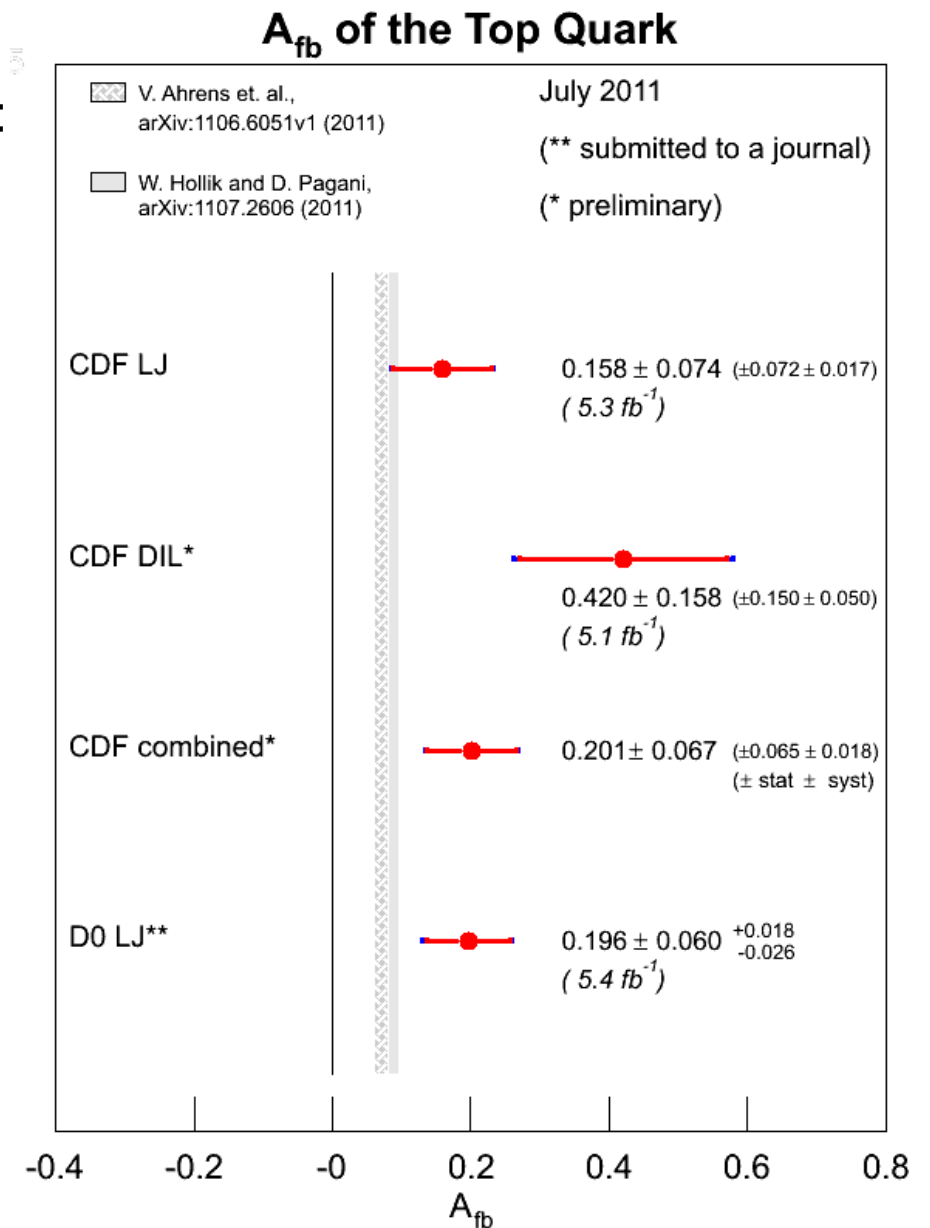 A_fb of the Top Quark
V. Ahrens et. al.,
arXiv:1106.6051v1 (2011)
W. Hollik and D. Pagani,
arXiv:1107.2606 (2011)
July 2011
(** submitted to a journal)
(* preliminary)
CDF LJ
0.158 ± 0.074 (±0.072 ± 0.017)
( 5.3 fb^-1)
CDF DIL*
0.420 ± 0.158 (±0.150 ± 0.050)
( 5.1 fb^-1)
CDF combined*
0.201± 0.067 (±0.065 ± 0.018)
(± stat ± syst)
D0 LJ**
0.196 ± 0.060 +0.018
-0.026
( 5.4 fb^-1)
-0.4 -0.2 -0 0.2 0.4 0.6 0.8
A_fb